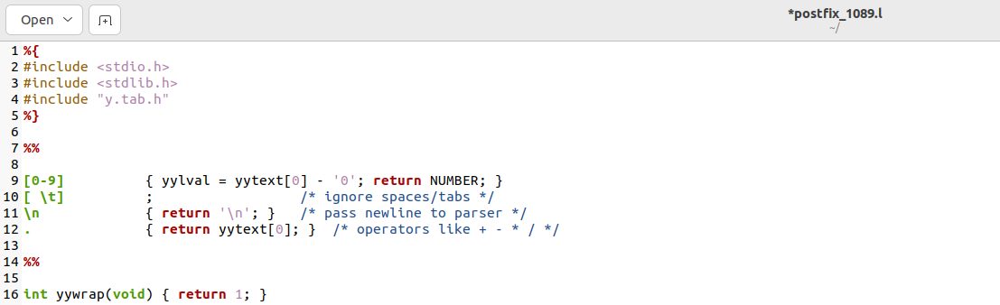 Open
*postfix_1089.l
~/
1 %{
2 #include <stdio.h>
3 #include <stdlib.h>
4 #include "y.tab.h"
5 %}
6
7 %%
8
9 [0-9]          { yylval = yytext[0] - '0'; return NUMBER; }
10 [ \t]          ;                  /* ignore spaces/tabs */
11 \n             { return '\n'; }   /* pass newline to parser */
12 .              { return yytext[0]; }  /* operators like + - * / */
13
14 %%
15
16 int yywrap(void) { return 1; }